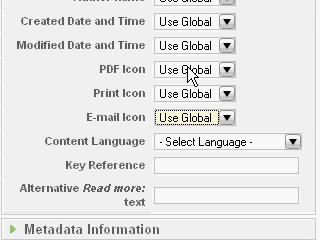 Created Date and Time Use Global
Modified Date and Time Use Global
PDF Icon Use Global
Print Icon Use Global
E-mail Icon Use Global
Content Language - Select Language -
Key Reference
Alternative Read more:
text
Metadata Information